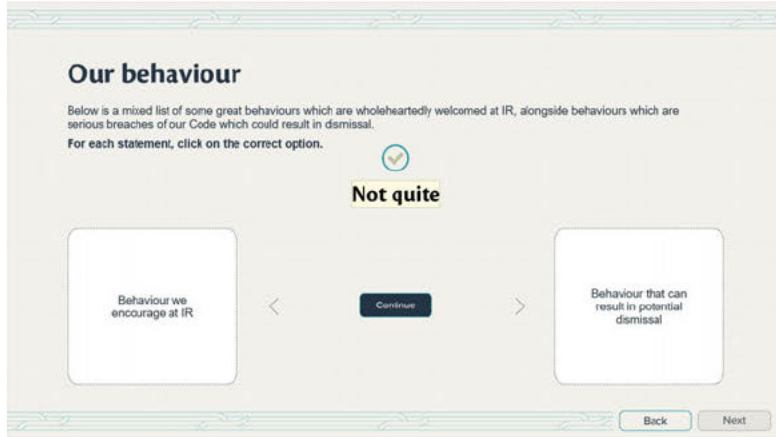 Our behaviour
Below is a mixed list of some great behaviours which are wholeheartedly welcomed at IR, alongside behaviours which are
serious breaches of our Code which could result in dismissal.
For each statement, click on the correct option.
Not quite
Behaviour we
encourage at IR
Continue
Behaviour that can
result in potential
dismissal
Back
Next